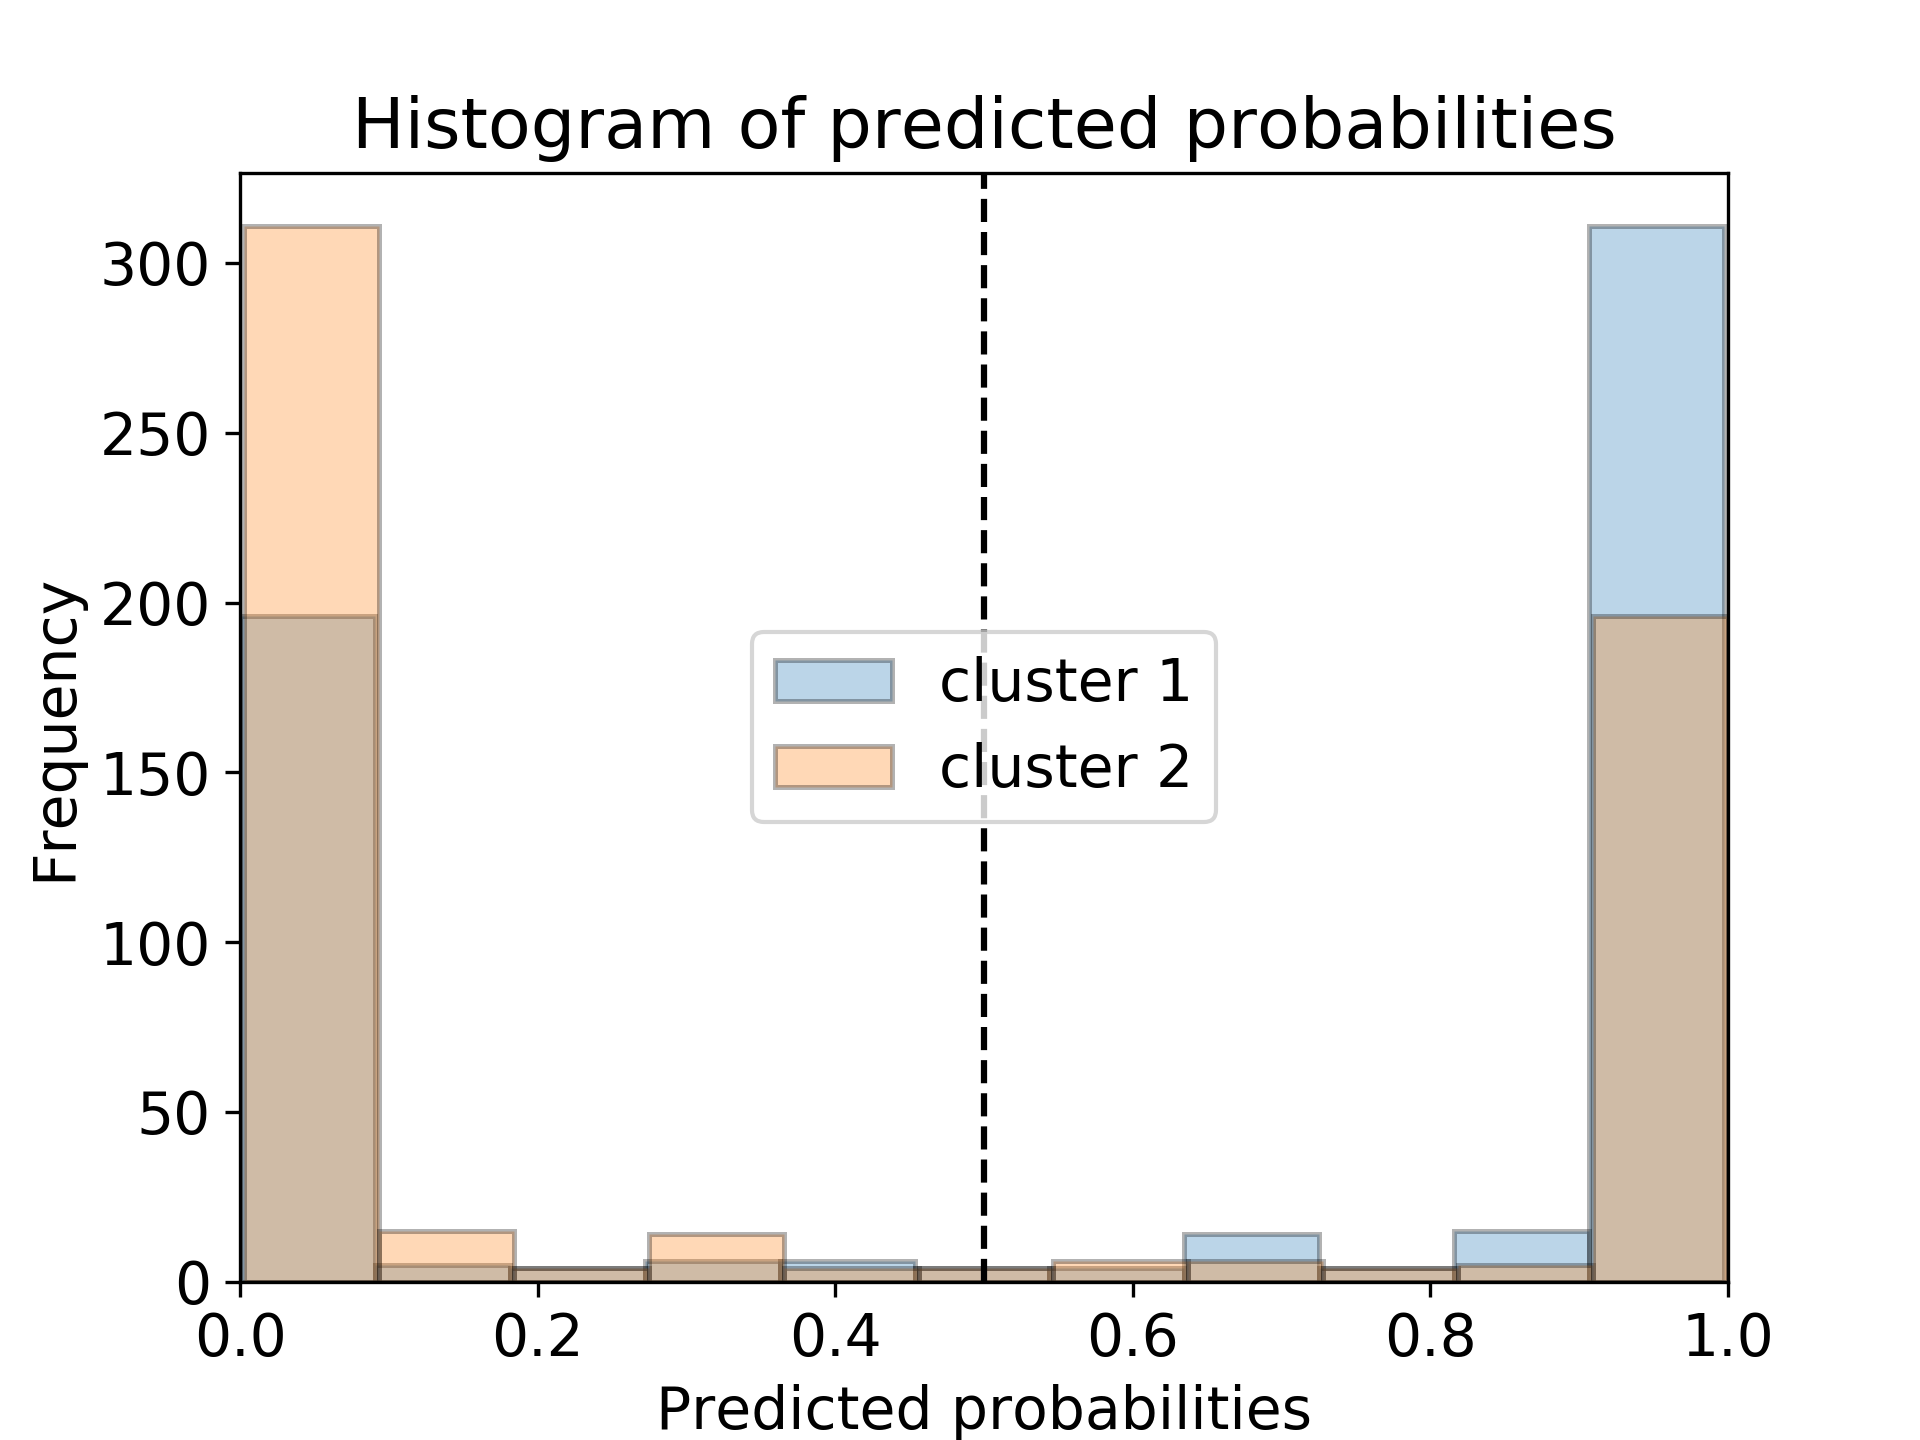 Histogram of predicted probabilities
300
250
200
150
100
50
0
Frequency
cluster 1
cluster 2
0.0 0.2 0.4 0.6 0.8 1.0
Predicted probabilities